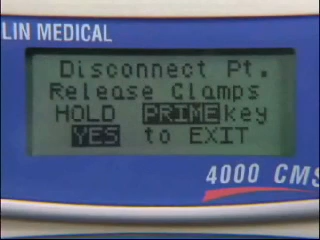 LIN MEDICAL
Disconnect Pt.
Release Clamps
HOLD PRIME key
YES to EXIT
4000 CMS